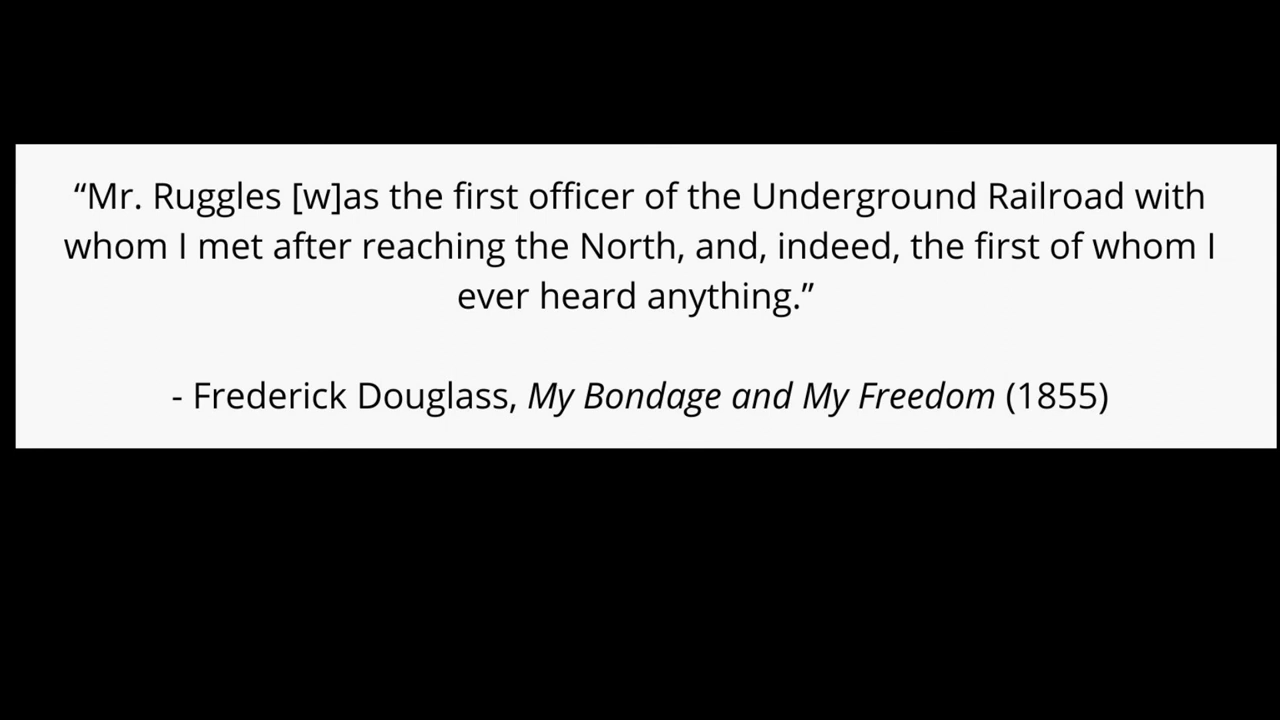 “Mr. Ruggles [w]as the first officer of the Underground Railroad with
whom I met after reaching the North, and, indeed, the first of whom I
ever heard anything.”
- Frederick Douglass, My Bondage and My Freedom (1855)